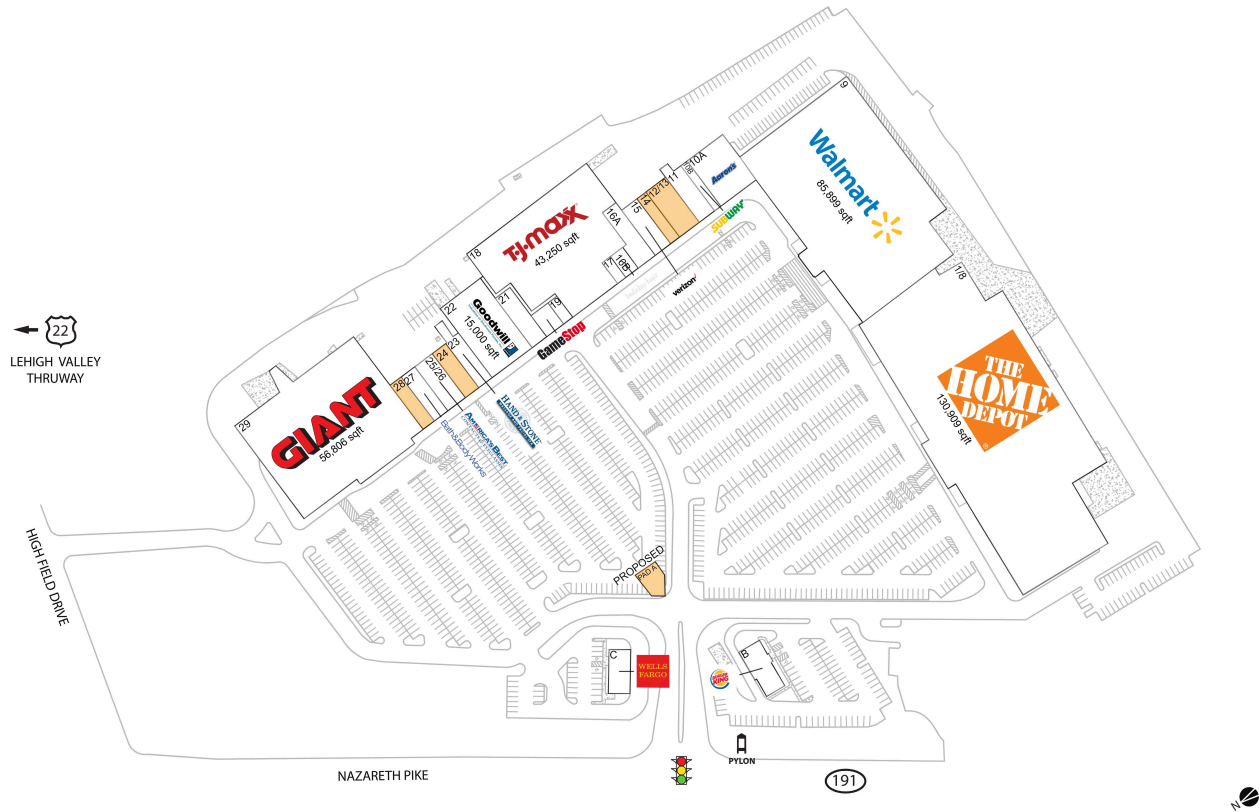 9
Walmart
85,899 sqft
10A
10B
Aaron's
11
12/13
14
15
16A
SUBWAY
T·J·maxx
43,250 sqft
18
17
16B
verizon
1/8
THE
HOME
DEPOT
130,909 sqft
22
Goodwill
15,000 sqft
21
19
GameStop
23
24
25/26
27
28
29
GIANT
56,806 sqft
HAND & STONE
AMERICA'S BEST
Bath & Body Works
22
LEHIGH VALLEY
THRUWAY
HIGH FIELD DRIVE
PROPOSED
PAD A
C
WELLS
FARGO
B
BURGER
KING
PYLON
NAZARETH PIKE
191
N